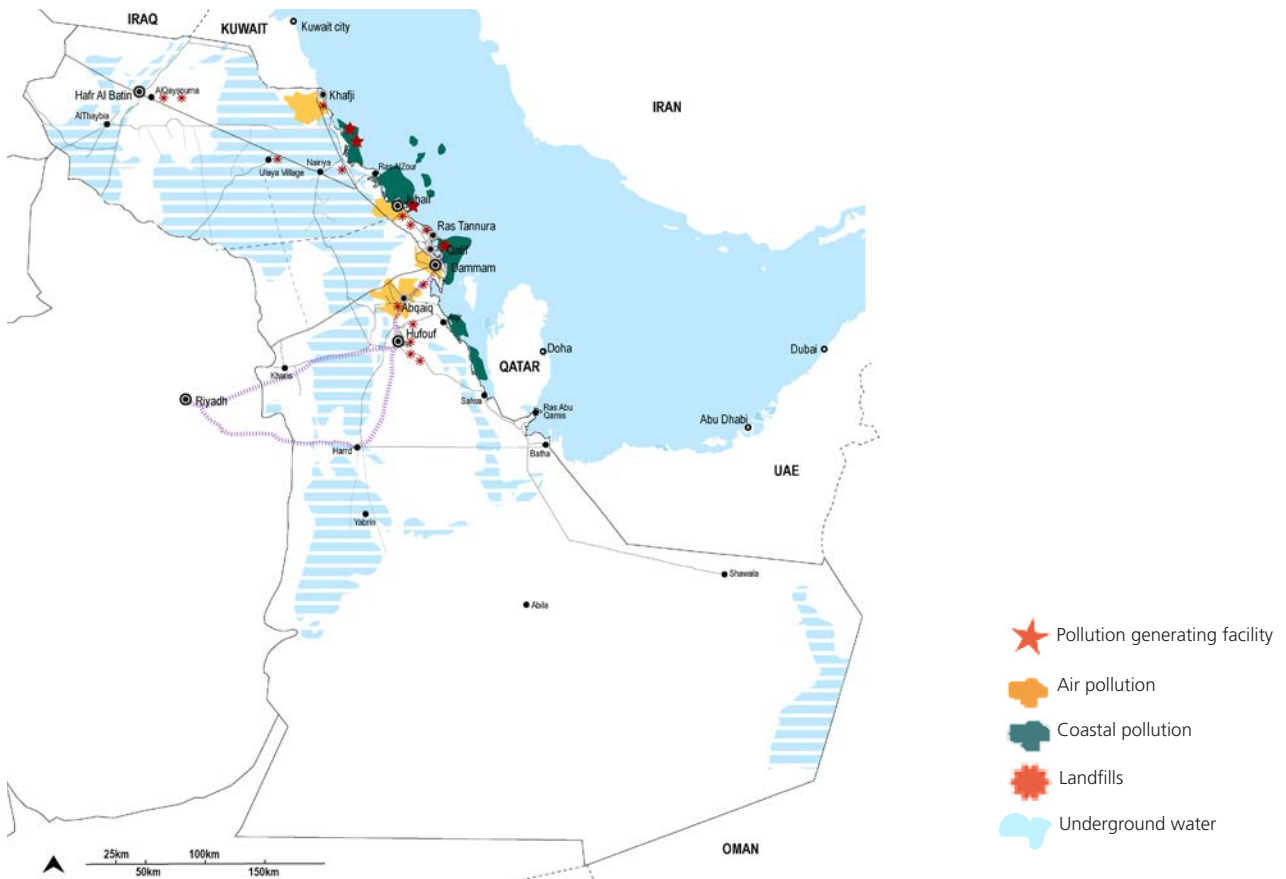 IRAQ
KUWAIT
Kuwait city
Hafr Al Batin
AlQaysouma
Khafji
IRAN
AlThaybia
Nairiya
Ulaya Village
Ras AlZour
Jubail
Ras Tannura
Qatif
Dammam
Abqaiq
Hufouf
Doha
Dubai
QATAR
Khuris
Riyadh
Salwa
Ras Abu
Qamis
Abu Dhabi
Harrd
Batha
UAE
Yabrin
Shawala
Abila
Pollution generating facility
Air pollution
Coastal pollution
Landfills
Underground water
OMAN
25km
100km
50km
150km